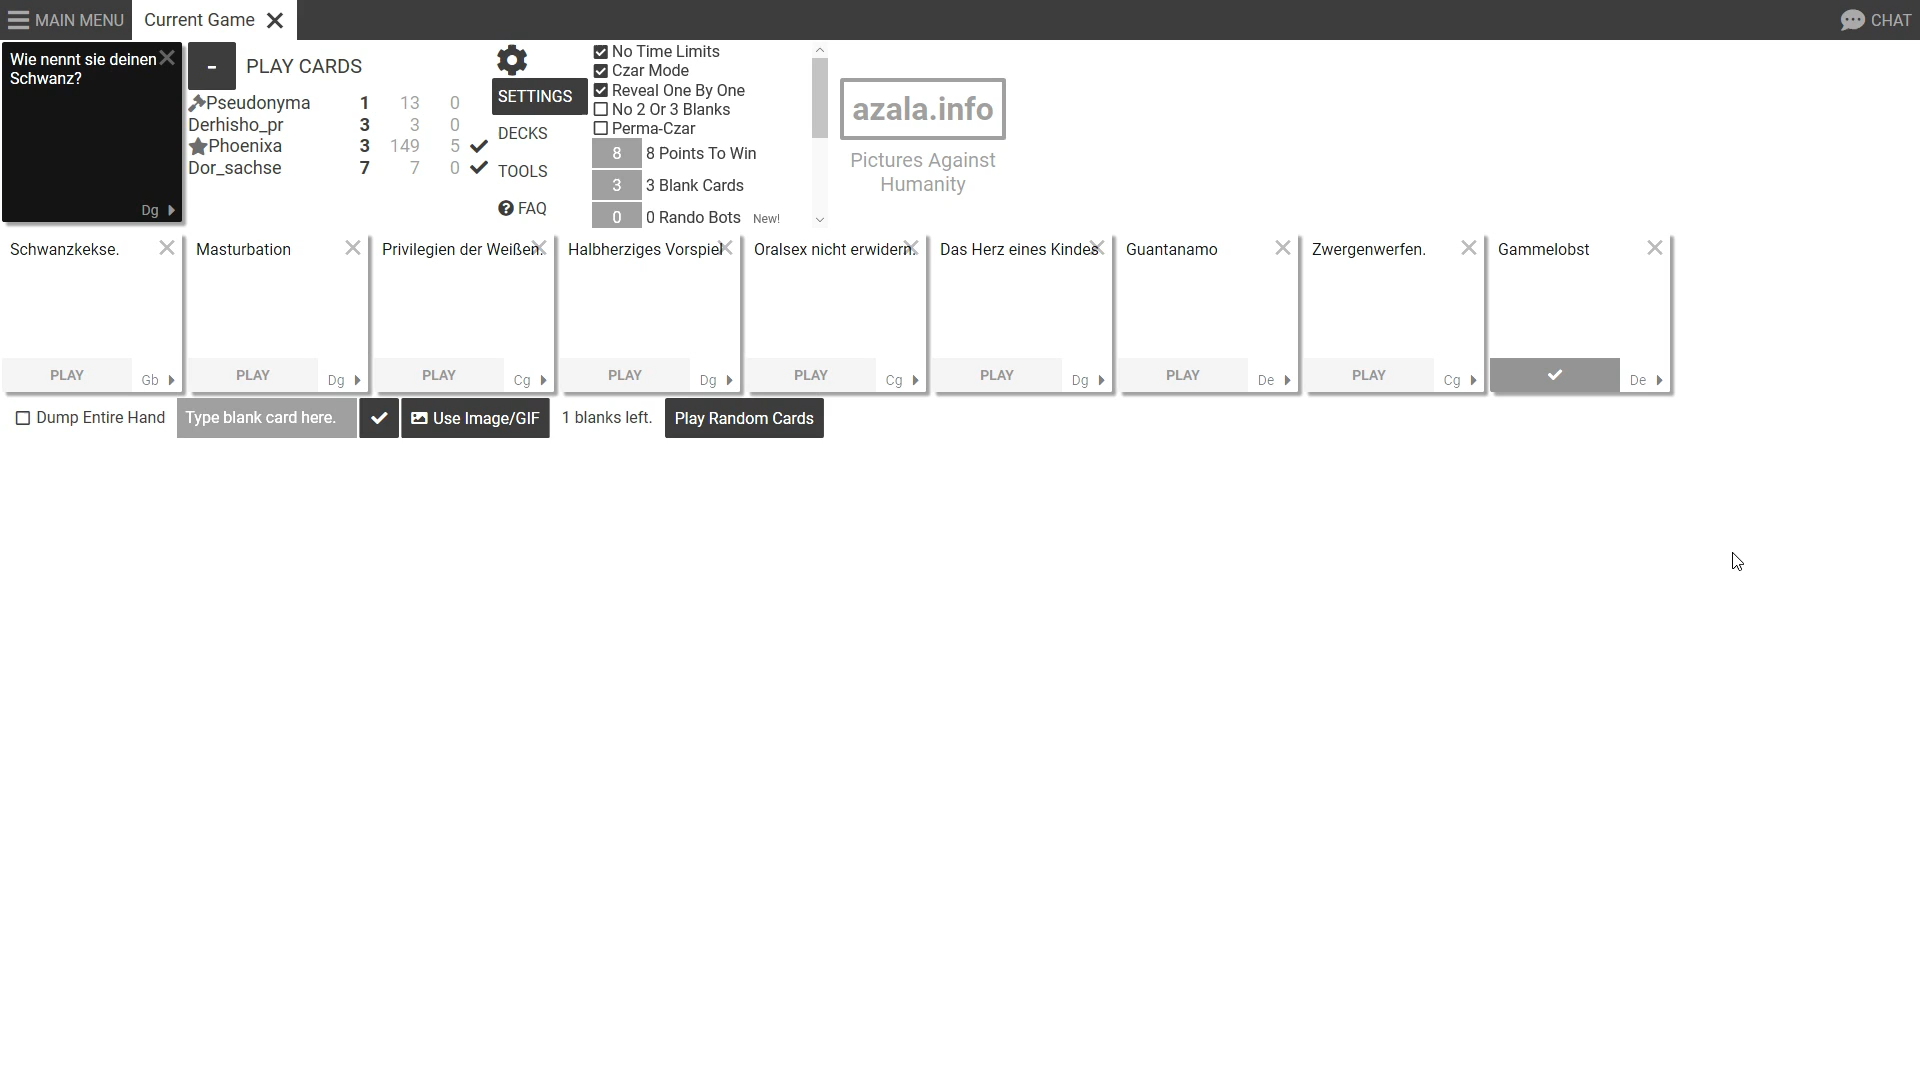 MAIN MENU
Current Game
CHAT
Wie nennt sie deinen
Schwanz?
Dg
-
PLAY CARDS
Pseudonyma 1 13 0
Derhisho_pr 3 3 0
Phoenixa 3 149 5
Dor_sachse 7 7 0
SETTINGS
DECKS
TOOLS
FAQ
No Time Limits
Czar Mode
Reveal One By One
No 2 Or 3 Blanks
Perma-Czar
8 8 Points To Win
3 3 Blank Cards
0 0 Rando Bots New!
azala.info
Pictures Against
Humanity
Schwanzkekse.
PLAY Gb
Masturbation
PLAY Dg
Privilegien der Weißen.
PLAY Cg
Halbherziges Vorspiel
PLAY Dg
Oralsex nicht erwidern.
PLAY Cg
Das Herz eines Kindes
PLAY Dg
Guantanamo
PLAY De
Zwergenwerfen.
PLAY Cg
Gammelobst
De
Dump Entire Hand
Type blank card here.
Use Image/GIF
1 blanks left.
Play Random Cards